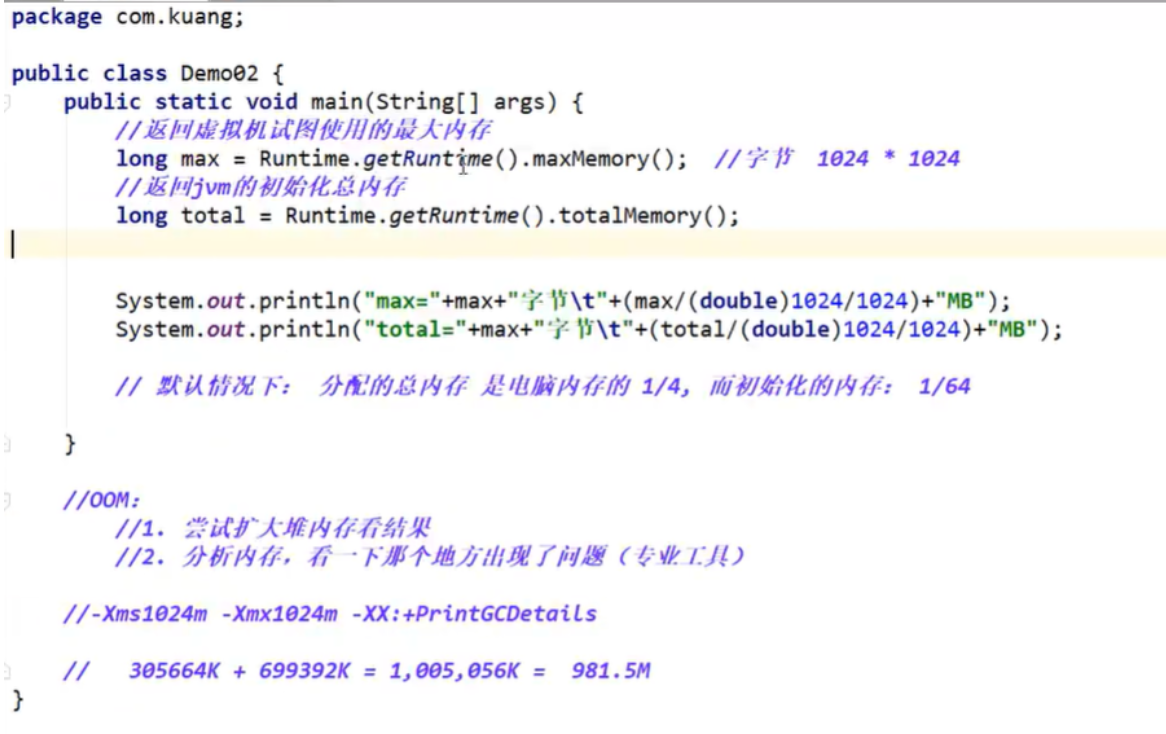 package com.kuang;
public class Demo02 {
public static void main(String[] args) {
//返回虚拟机试图使用的最大内存
long max = Runtime.getRuntime().maxMemory(); //字节 1024 * 1024
//返回jvm的初始化总内存
long total = Runtime.getRuntime().totalMemory();
System.out.println("max="+max+"字节\t"+(max/(double)1024/1024)+"MB");
System.out.println("total="+max+"字节\t"+(total/(double)1024/1024)+"MB");
// 默认情况下： 分配的总内存 是电脑内存的 1/4, 而初始化的内存： 1/64
}
//OOM:
//1. 尝试扩大堆内存看结果
//2. 分析内存，看一下那个地方出现了问题（专业工具）
//-Xms1024m -Xmx1024m -XX:+PrintGCDetails
// 305664K + 699392K = 1,005,056K = 981.5M
}